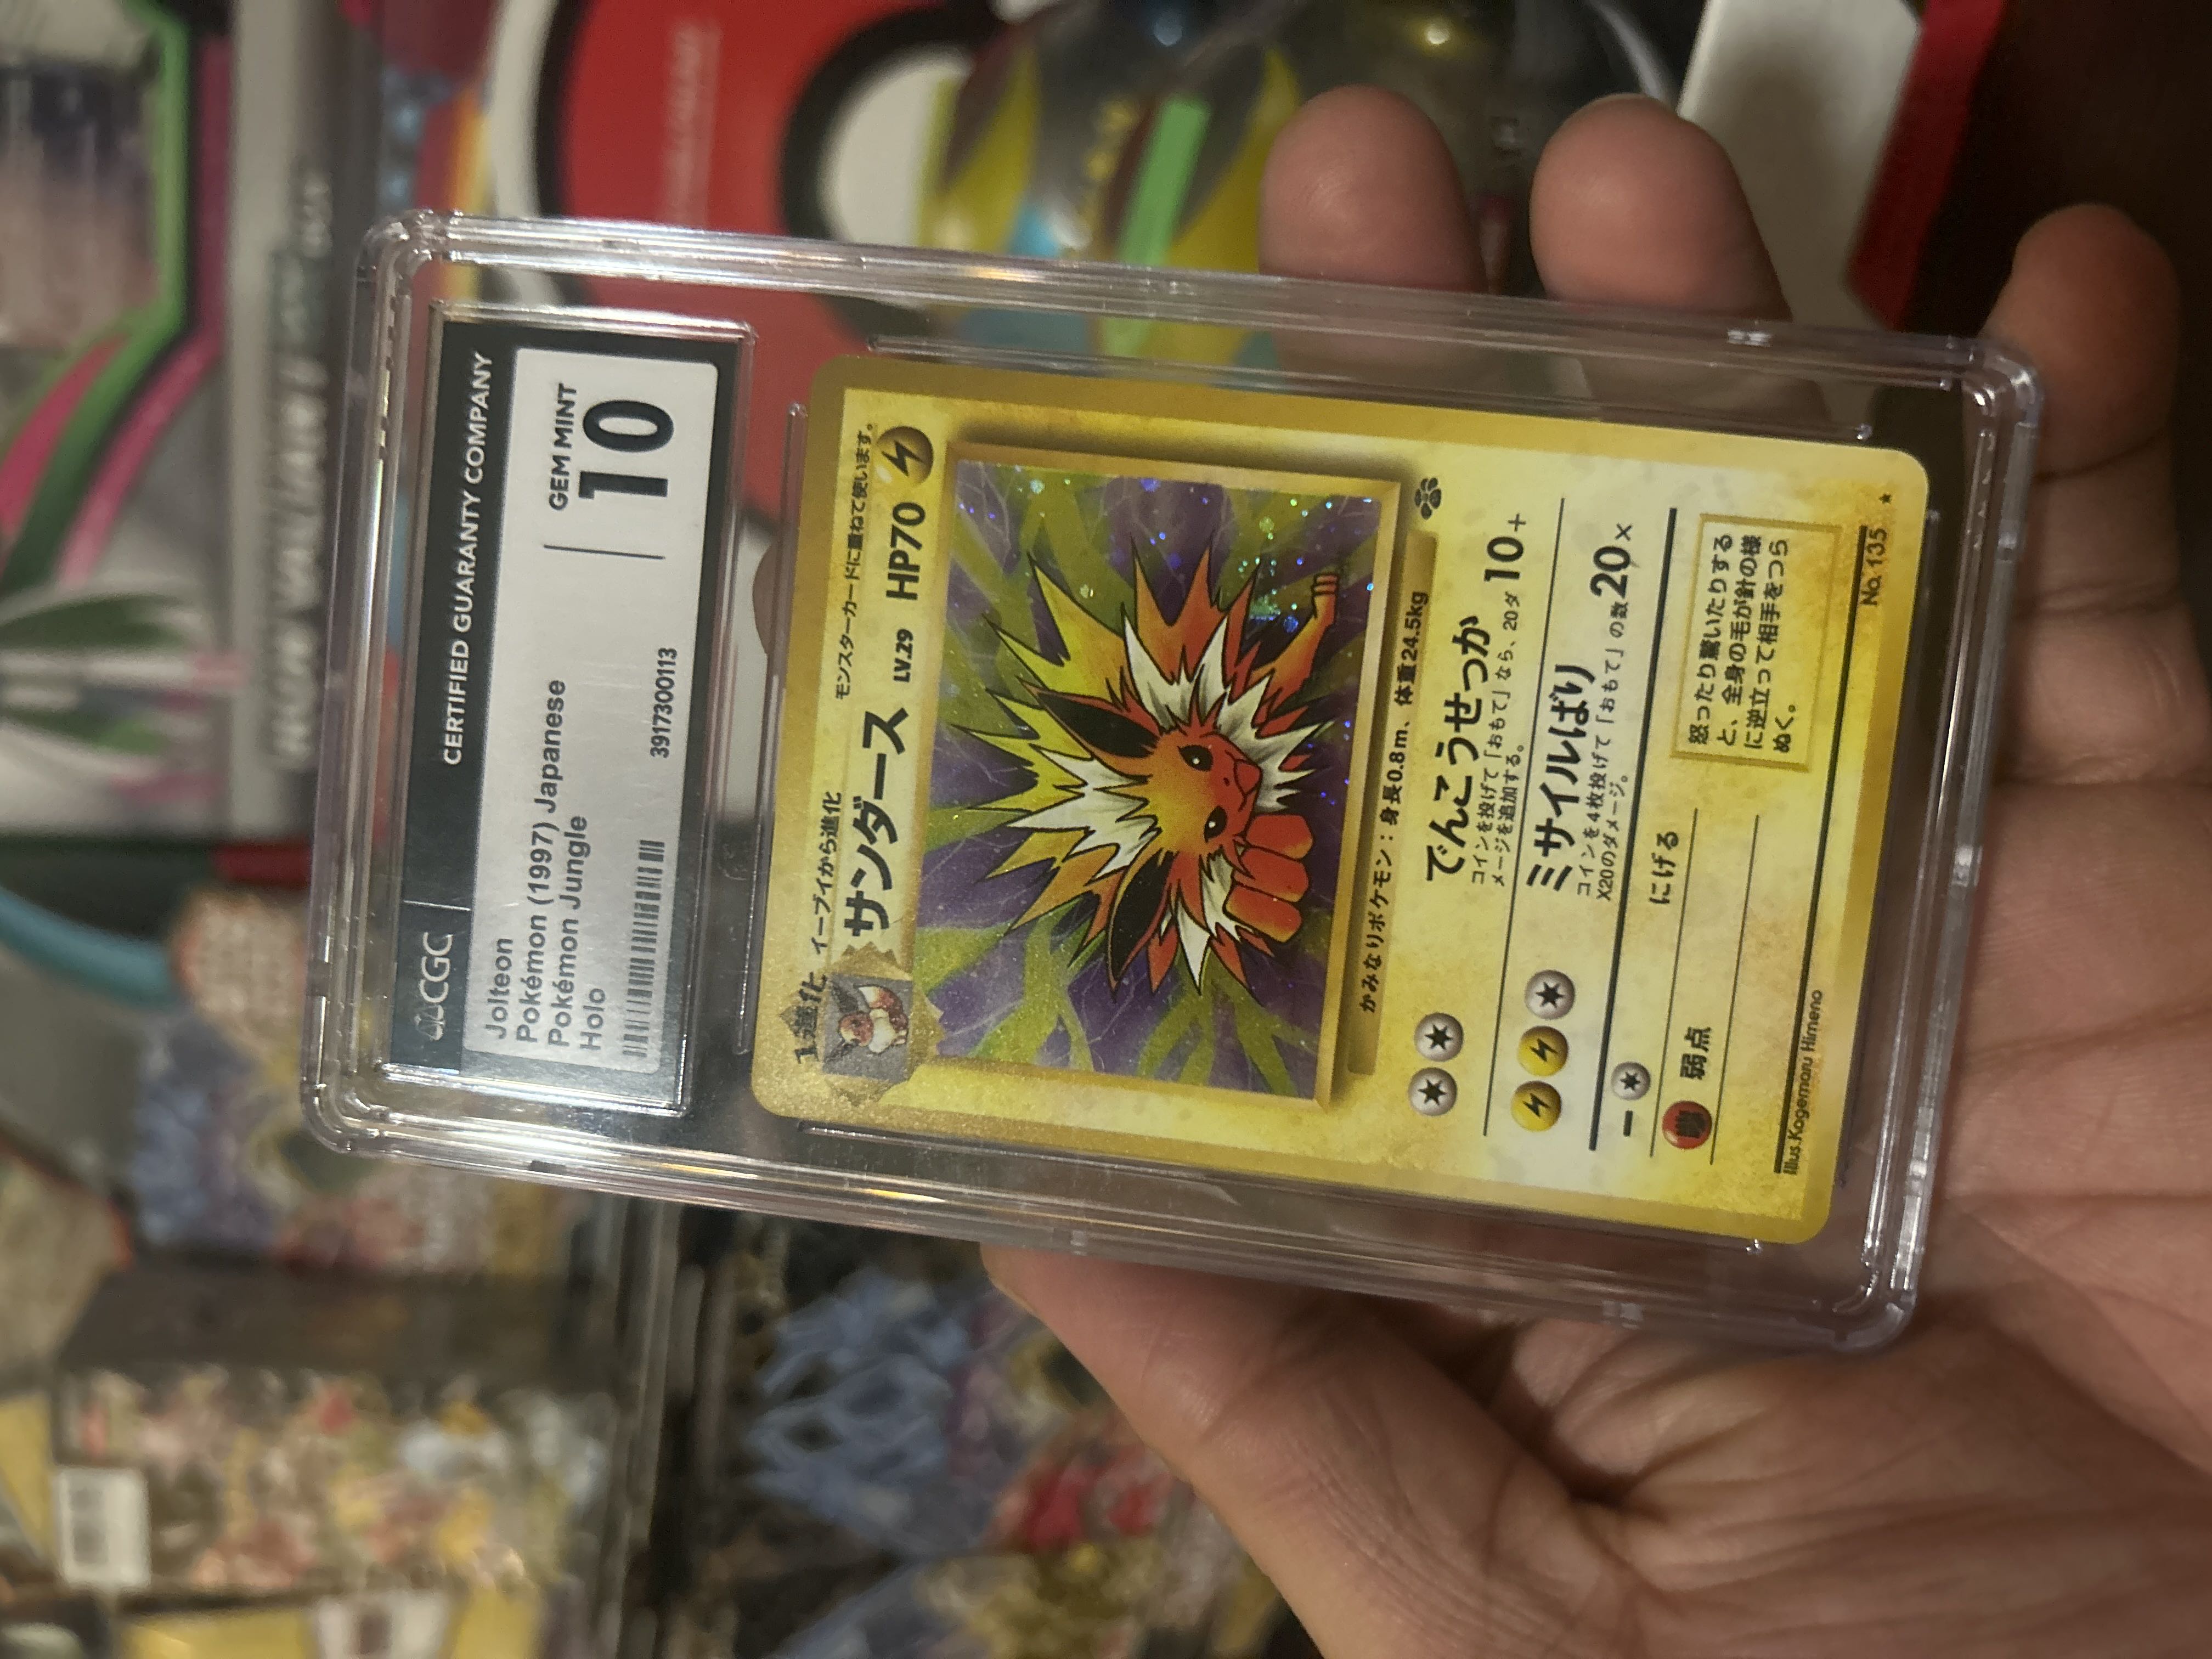 CGC
CERTIFIED GUARANTY COMPANY
Jolteon
Pokémon (1997) Japanese
Pokémon Jungle
Holo
GEM MINT
10
3917300113
1進化
イーブイから進化
モンスターカードに重ねて使います。
サンダース LV.29 HP70
かみなりポケモン：身長0.8m、体重24.5kg
でんこうせっか 10+
コインを投げて「おもて」なら、20ダ
メージを追加する。
ミサイルばり 20×
コインを4枚投げて「おもて」の数
X20のダメージ。
にげる
弱点
怒ったり驚いたりする
と、全身の毛が針の様
に逆立って相手をつら
ぬく。
Illus.Kagemaru Himeno
No. 135 ★